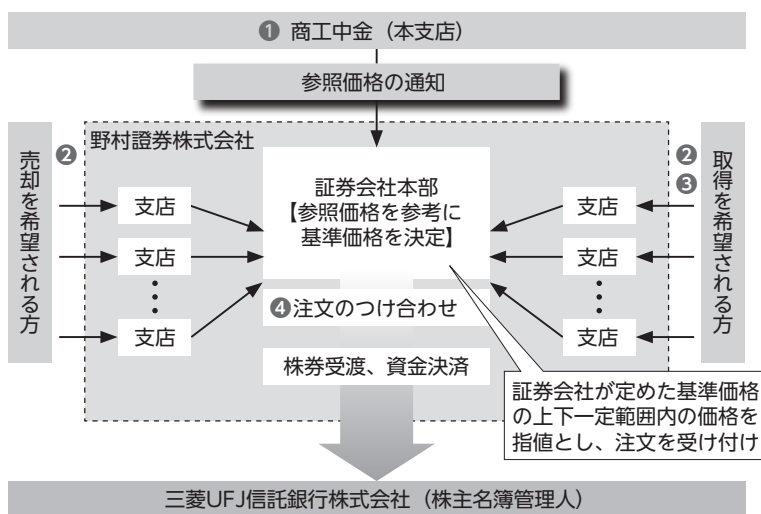 ❶ 商工中金（本支店）
参照価格の通知
野村證券株式会社
売却を希望される方
❷
支店
支店
支店
証券会社本部
【参照価格を参考に
基準価格を決定】
❹注文のつけ合わせ
株券受渡、資金決済
支店
支店
支店
❷
❸
取得を希望される方
証券会社が定めた基準価格
の上下一定範囲内の価格を
指値とし、注文を受け付け
三菱UFJ信託銀行株式会社（株主名簿管理人）